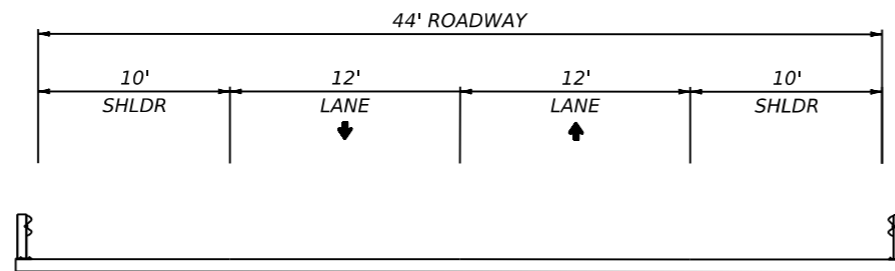 44' ROADWAY
10' 12' 12' 10'
SHLDR LANE LANE SHLDR